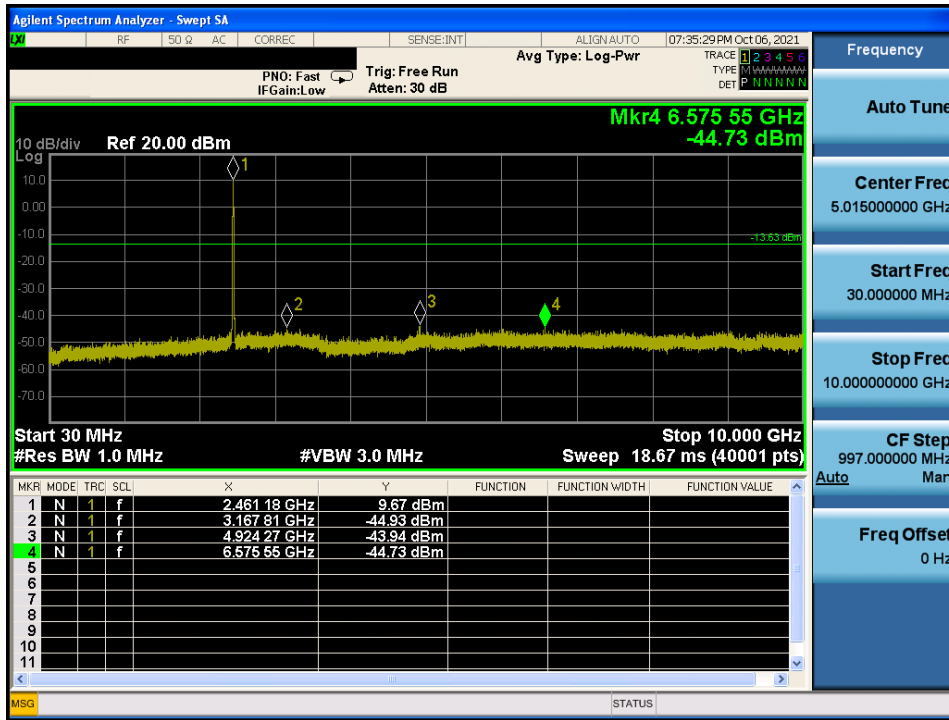 Agilent Spectrum Analyzer - Swept SA
LXI RF 50 Ω AC CORREC SENSE:INT ALIGNAUTO 07:35:29 PM Oct 06, 2021
Avg Type: Log-Pwr
TRACE 1 2 3 4 5 6
TYPE M W W W W W
DET P N N N N N
PNO: Fast Trig: Free Run
IFGain:Low Atten: 30 dB
Mkr4 6.575 55 GHz
-44.73 dBm
10 dB/div Ref 20.00 dBm
Log
10.0
0.00
-10.0
-20.0
-30.0
-40.0
-50.0
-60.0
-70.0
1
2
3
4
-13.63 dBm
Start 30 MHz Stop 10.000 GHz
#Res BW 1.0 MHz #VBW 3.0 MHz Sweep 18.67 ms (40001 pts)
MKR MODE TRC SCL X Y FUNCTION FUNCTION WIDTH FUNCTION VALUE
1 N 1 f 2.461 18 GHz 9.67 dBm
2 N 1 f 3.167 81 GHz -44.93 dBm
3 N 1 f 4.924 27 GHz -43.94 dBm
4 N 1 f 6.575 55 GHz -44.73 dBm
5
6
7
8
9
10
11
MSG STATUS
Frequency
Auto Tune
Center Freq
5.015000000 GHz
Start Freq
30.000000 MHz
Stop Freq
10.000000000 GHz
CF Step
997.000000 MHz
Auto Man
Freq Offset
0 Hz